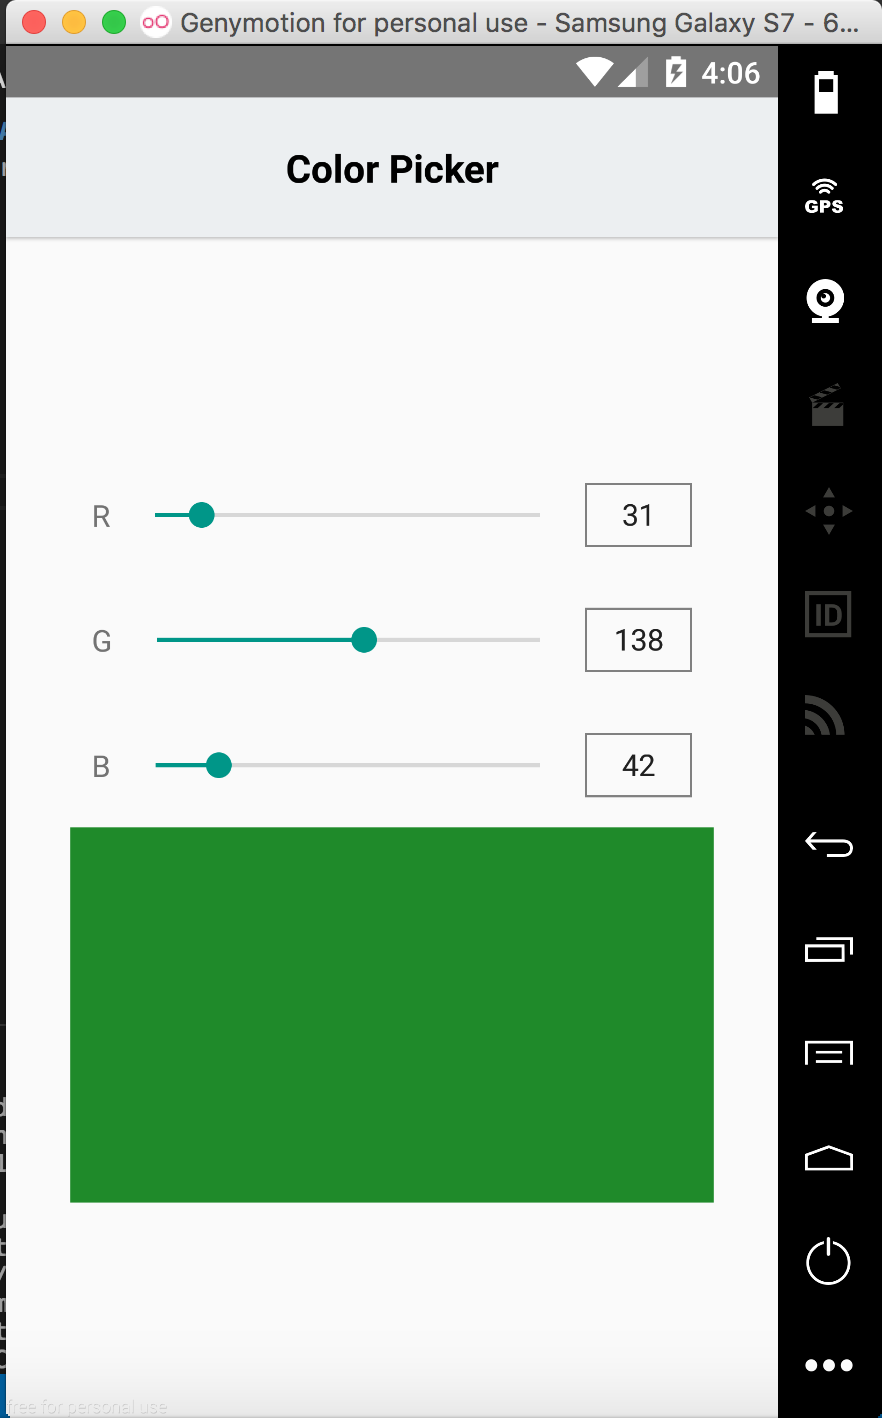 Genymotion for personal use - Samsung Galaxy S7 - 6...
4:06
GPS
Color Picker
R 31
G 138
ID
B 42
free for personal use